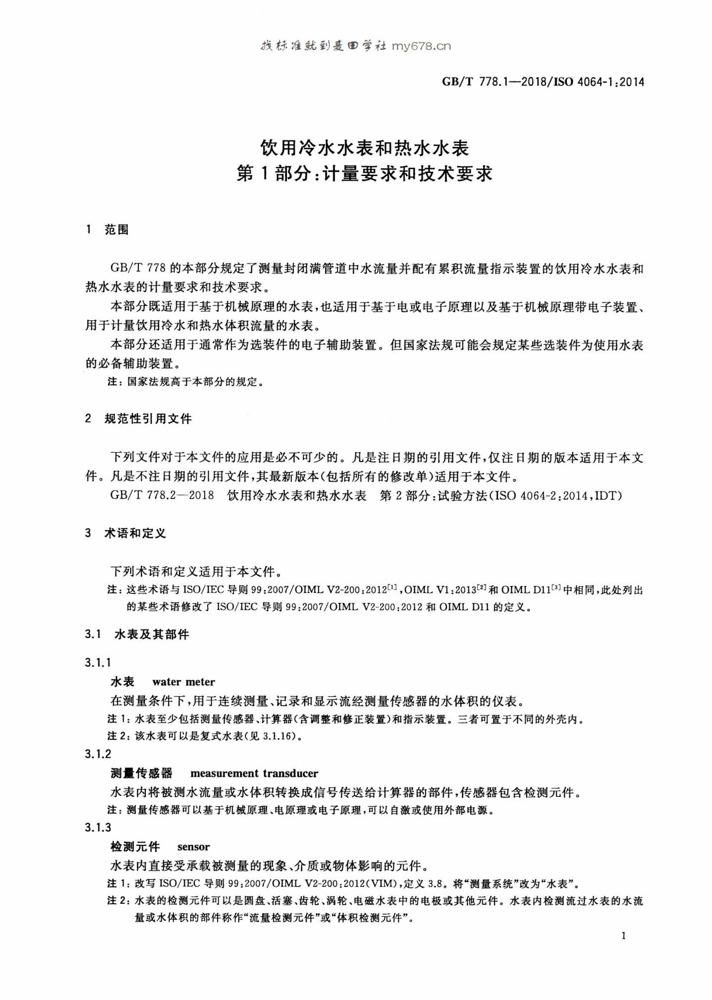 找标准就到麦田学社 my678.cn
GB/T 778.1—2018/ISO 4064-1:2014
饮用冷水水表和热水水表
第1部分:计量要求和技术要求
1 范围
GB/T 778 的本部分规定了测量封闭满管道中水流量并配有累积流量指示装置的饮用冷水水表和
热水水表的计量要求和技术要求。
本部分既适用于基于机械原理的水表,也适用于基于电或电子原理以及基于机械原理带电子装置、
用于计量饮用冷水和热水体积流量的水表。
本部分还适用于通常作为选装件的电子辅助装置。但国家法规可能会规定某些选装件为使用水表
的必备辅助装置。
注:国家法规高于本部分的规定。
2 规范性引用文件
下列文件对于本文件的应用是必不可少的。凡是注日期的引用文件,仅注日期的版本适用于本文
件。凡是不注日期的引用文件,其最新版本(包括所有的修改单)适用于本文件。
GB/T 778.2—2018 饮用冷水水表和热水水表 第2部分:试验方法(ISO 4064-2:2014,IDT)
3 术语和定义
下列术语和定义适用于本文件。
注:这些术语与 ISO/IEC 导则 99:2007/OIML V2-200:2012[1],OIML V1:2013[2]和 OIML D11[3]中相同,此处列出
的某些术语修改了 ISO/IEC 导则 99:2007/OIML V2-200:2012 和 OIML D11 的定义。
3.1 水表及其部件
3.1.1
水表 water meter
在测量条件下,用于连续测量、记录和显示流经测量传感器的水体积的仪表。
注1:水表至少包括测量传感器、计算器(含调整和修正装置)和指示装置。三者可置于不同的外壳内。
注2:该水表可以是复式水表(见 3.1.16)。
3.1.2
测量传感器 measurement transducer
水表内将被测水流量或水体积转换成信号传送给计算器的部件,传感器包含检测元件。
注:测量传感器可以基于机械原理、电原理或电子原理,可以自激或使用外部电源。
3.1.3
检测元件 sensor
水表内直接受承载被测量的现象、介质或物体影响的元件。
注1:改写 ISO/IEC 导则 99:2007/OIML V2-200:2012(VIM),定义 3.8。将“测量系统”改为“水表”。
注2:水表的检测元件可以是圆盘、活塞、齿轮、涡轮、电磁水表中的电极或其他元件。水表内检测流过水表的水流
量或水体积的部件称作“流量检测元件”或“体积检测元件”。
1